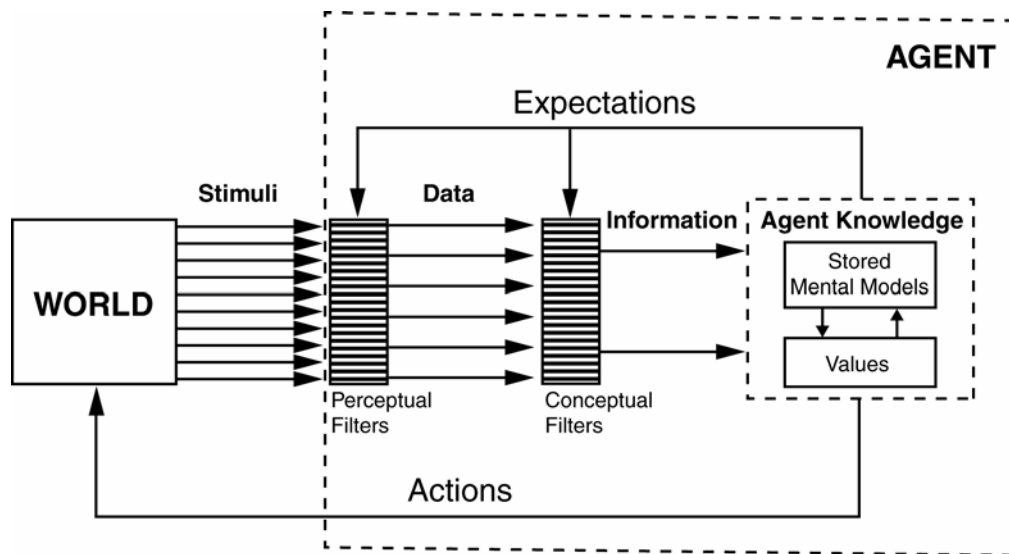 AGENT
Expectations
Stimuli
Data
Information
Agent Knowledge
Stored
Mental Models
WORLD
Values
Perceptual
Filters
Conceptual
Filters
Actions